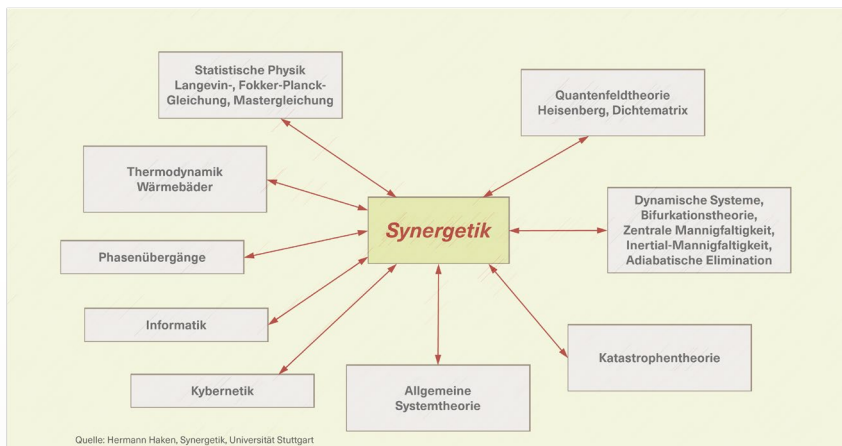 Statistische Physik
Langevin-, Fokker-Planck-
Gleichung, Mastergleichung
Quantenfeldtheorie
Heisenberg, Dichtematrix
Thermodynamik
Wärmebäder
Dynamische Systeme,
Bifurkationstheorie,
Zentrale Mannigfaltigkeit,
Inertial-Mannigfaltigkeit,
Adiabatische Elimination
Synergetik
Phasenübergänge
Informatik
Katastrophentheorie
Kybernetik
Allgemeine
Systemtheorie
Quelle: Hermann Haken, Synergetik, Universität Stuttgart